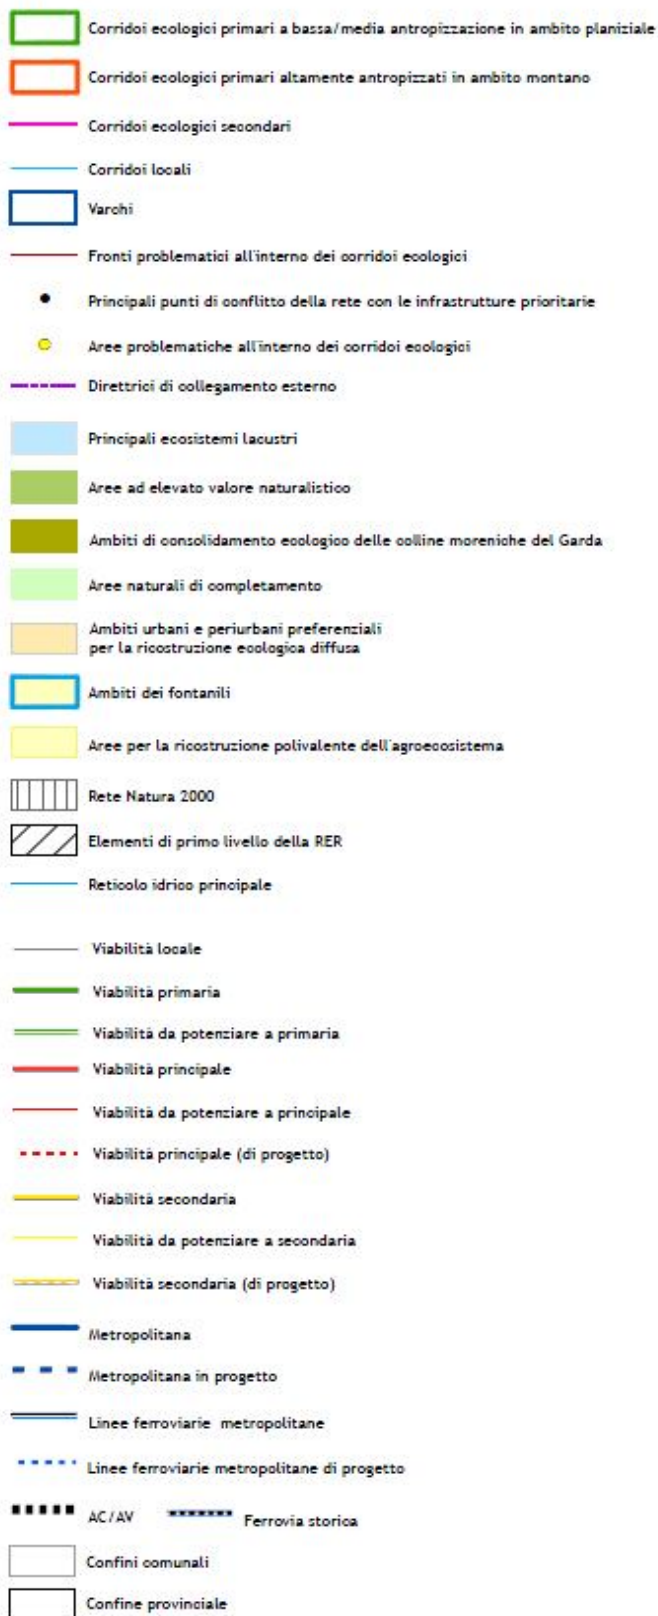 Corridoi ecologici primari a bassa/media antropizzazione in ambito planiziale
Corridoi ecologici primari altamente antropizzati in ambito montano
Corridoi ecologici secondari
Corridoi locali
Varchi
Fronti problematici all'interno dei corridoi ecologici
Principali punti di conflitto della rete con le infrastrutture prioritarie
Aree problematiche all'interno dei corridoi ecologici
Direttrici di collegamento esterno
Principali ecosistemi lacustri
Aree ad elevato valore naturalistico
Ambiti di consolidamento ecologico delle colline moreniche del Garda
Aree naturali di completamento
Ambiti urbani e periurbani preferenziali
per la ricostruzione ecologica diffusa
Ambiti dei fontanili
Aree per la ricostruzione polivalente dell'agroecosistema
Rete Natura 2000
Elementi di primo livello della RER
Reticolo idrico principale
Viabilità locale
Viabilità primaria
Viabilità da potenziare a primaria
Viabilità principale
Viabilità da potenziare a principale
Viabilità principale (di progetto)
Viabilità secondaria
Viabilità da potenziare a secondaria
Viabilità secondaria (di progetto)
Metropolitana
Metropolitana in progetto
Linee ferroviarie metropolitane
Linee ferroviarie metropolitane di progetto
AC/AV Ferrovia storica
Confini comunali
Confine provinciale